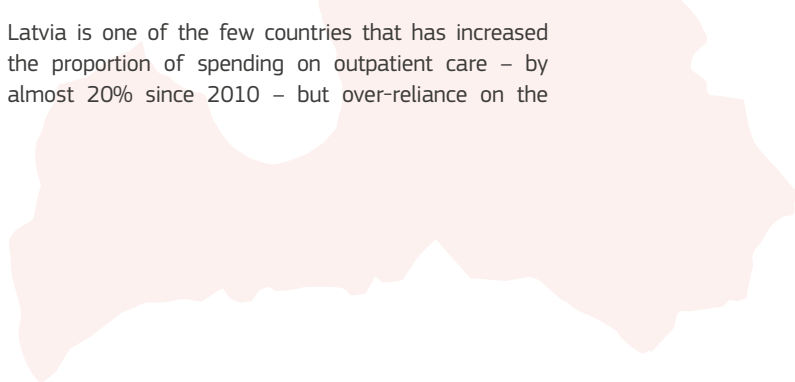 Latvia is one of the few countries that has increased
the proportion of spending on outpatient care – by
almost 20% since 2010 – but over-reliance on the